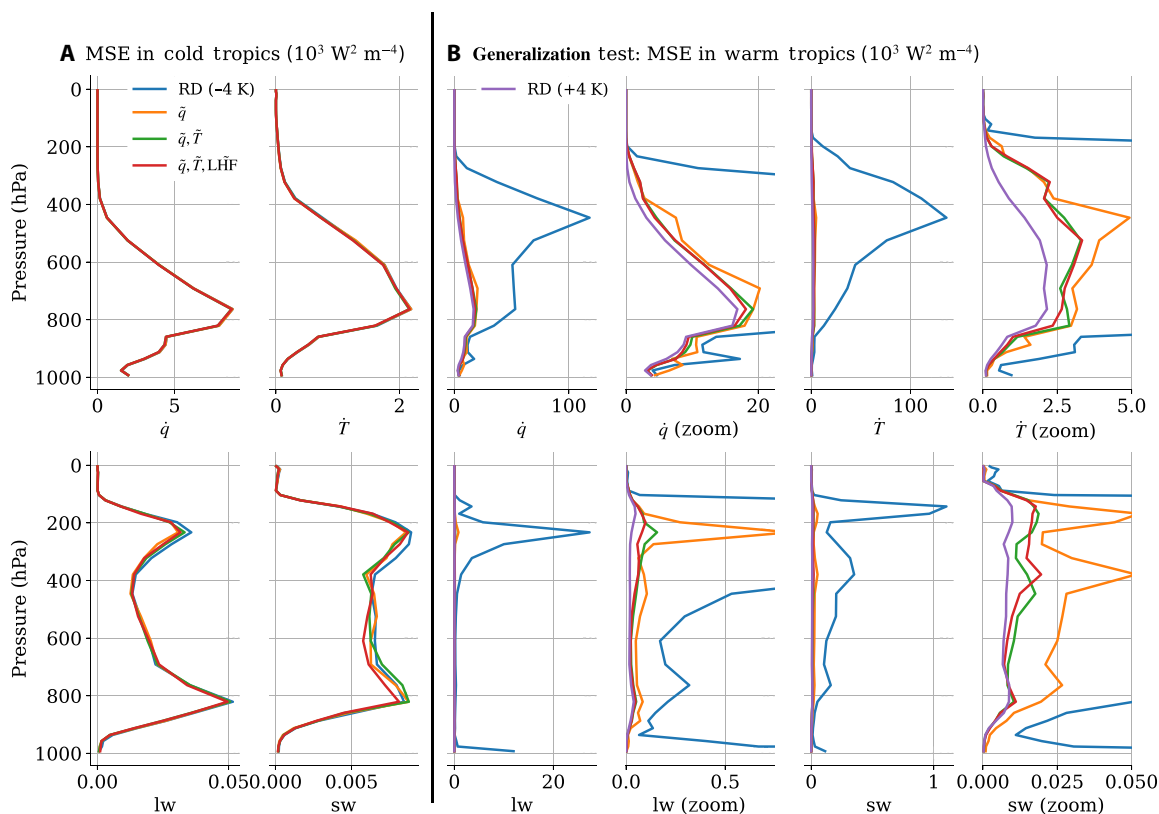 A MSE in cold tropics (10³ W² m⁻⁴)
B Generalization test: MSE in warm tropics (10³ W² m⁻⁴)
RD (−4 K)
q̃
q̃, T̃
q̃, T̃, LH̃F
RD (+4 K)
Pressure (hPa)
0
200
400
600
800
1000
0 5
q̇
0 2
Ṫ
0 100
q̇
0 20
q̇ (zoom)
0 100
Ṫ
0.0 2.5 5.0
Ṫ (zoom)
Pressure (hPa)
0
200
400
600
800
1000
0.00 0.05
lw
0.000 0.005
sw
0 20
lw
0.0 0.5
lw (zoom)
0 1
sw
0.000 0.025 0.050
sw (zoom)